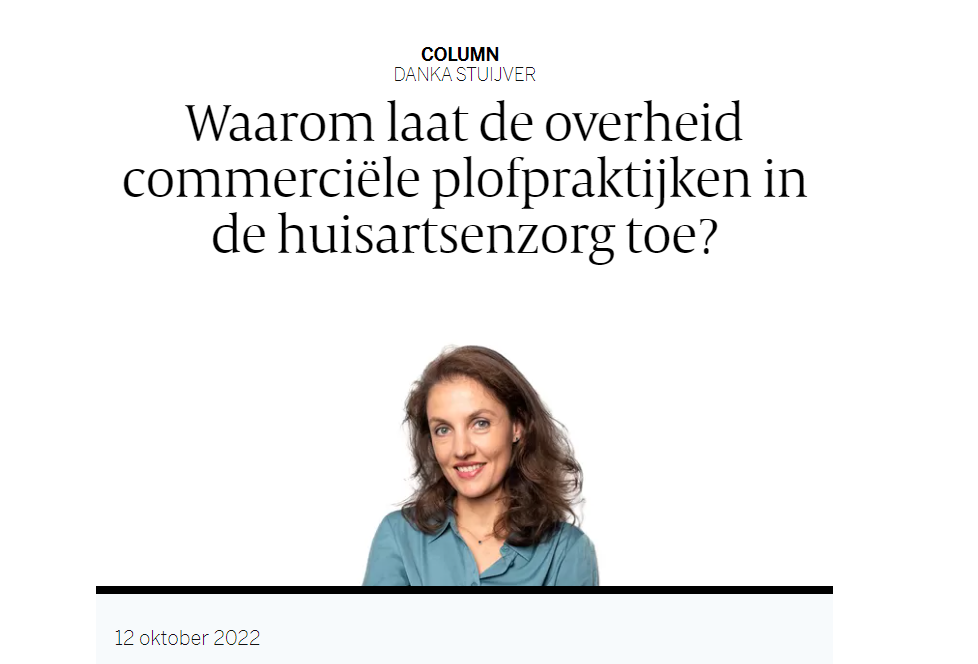 COLUMN
DANKA STUIJVER
Waarom laat de overheid
commerciële plofpraktijken in
de huisartsenzorg toe?
12 oktober 2022